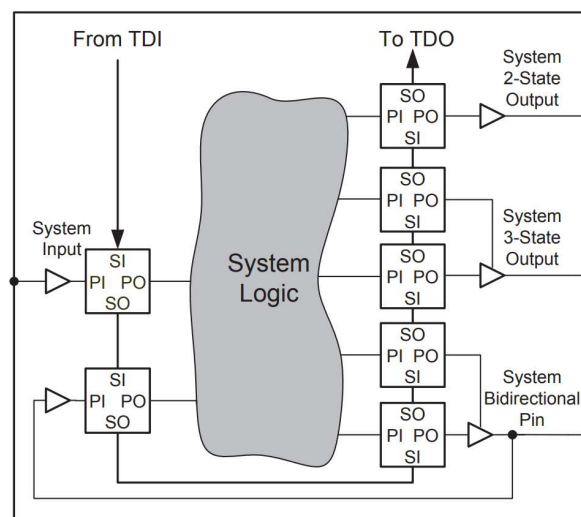 From TDI
To TDO
System
2-State
Output
SO
PI PO
SI
SO
PI PO
SI
System
Input
SI
PI PO
SO
System
Logic
SO
PI PO
SI
System
3-State
Output
SI
PI PO
SO
SO
PI PO
SI
SO
PI PO
SI
System
Bidirectional
Pin